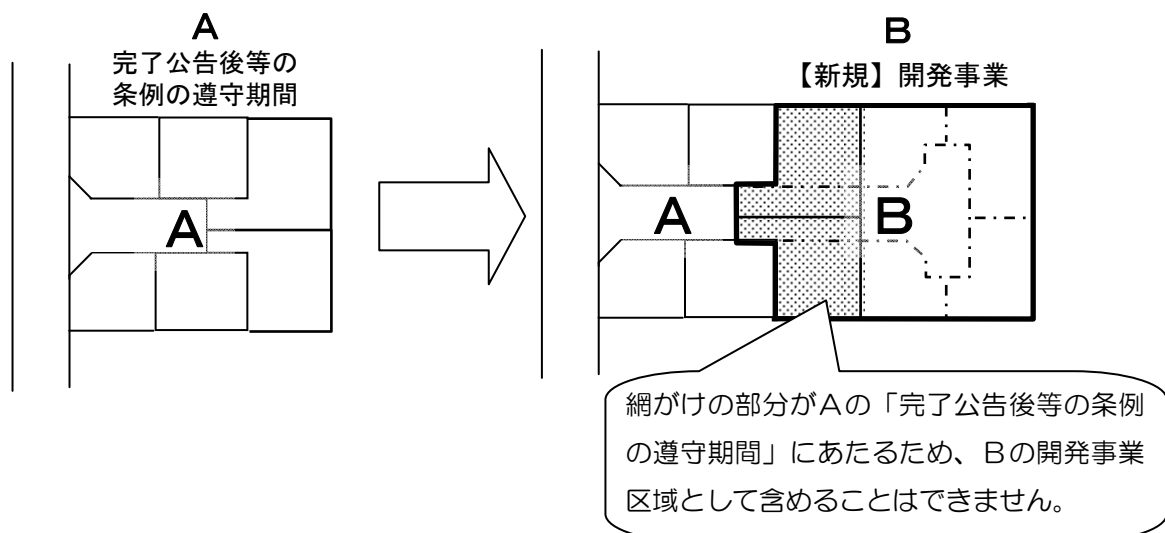 A
完了公告後等の
条例の遵守期間
A
B
【新規】開発事業
A
B
網がけの部分がAの「完了公告後等の条例
の遵守期間」にあたるため、Bの開発事業
区域として含めることはできません。